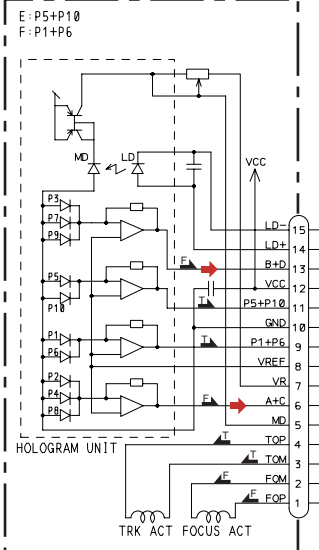 E:P5+P10
F:P1+P6
MD
LD
VCC
P3
P7
P9
P5
P10
P1
P6
P2
P4
P8
F
T
T
F
LD- 15
LD+ 14
B+D 13
VCC 12
P5+P10 11
GND 10
P1+P6 9
VREF 8
VR 7
A+C 6
MD 5
T TOP 4
T TOM 3
F FOM 2
F FOP 1
HOLOGRAM UNIT
TRK ACT FOCUS ACT